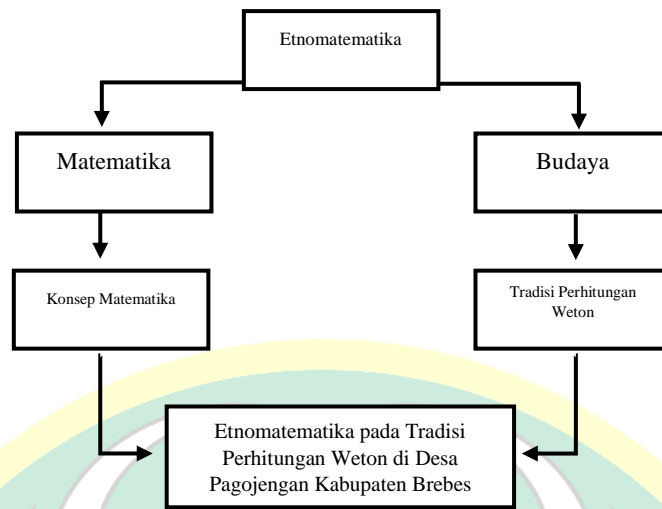 Etnomatematika
Matematika
Budaya
Konsep Matematika
Tradisi Perhitungan
Weton
Etnomatematika pada Tradisi
Perhitungan Weton di Desa
Pagojengan Kabupaten Brebes